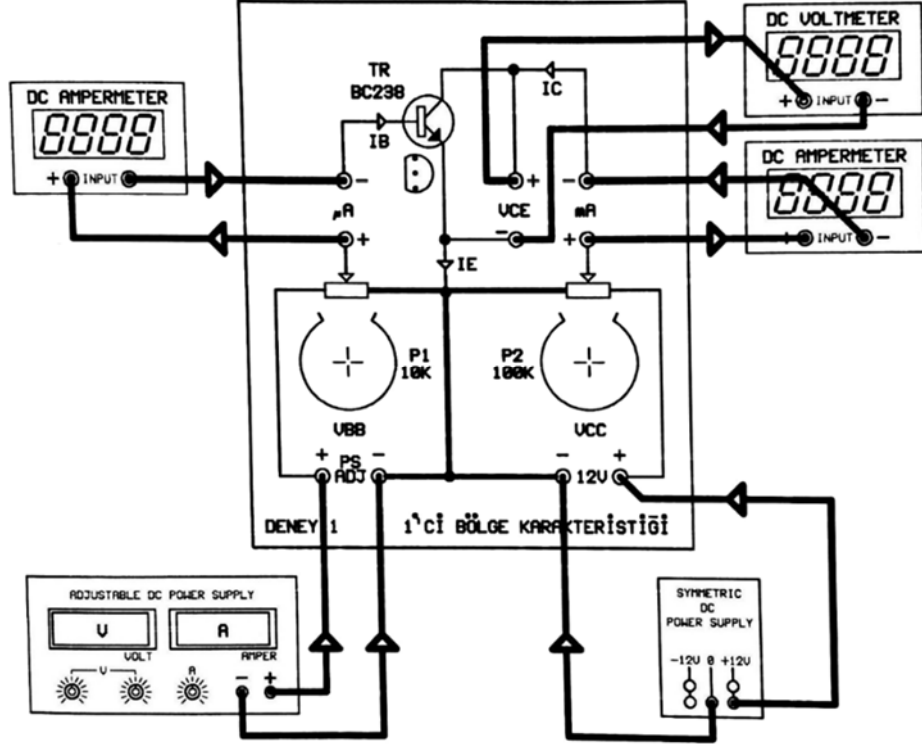 DC VOLTMETER
8888
+ INPUT -
TR
BC238
IC
IB
DC AMPERMETER
8888
+ INPUT -
DC AMPERMETER
8888
+ INPUT -
- + -
µA VCE mA
+ - +
IE
P1
10K
P2
100K
VBB
VCC
+ PS ADJ -
- 12V +
DENEY 1
1'Cİ BÖLGE KARAKTERİSTİĞİ
ADJUSTABLE DC POWER SUPPLY
V A
VOLT AMPER
V A - +
SYMMETRIC
DC
POWER SUPPLY
-12V 0 +12V